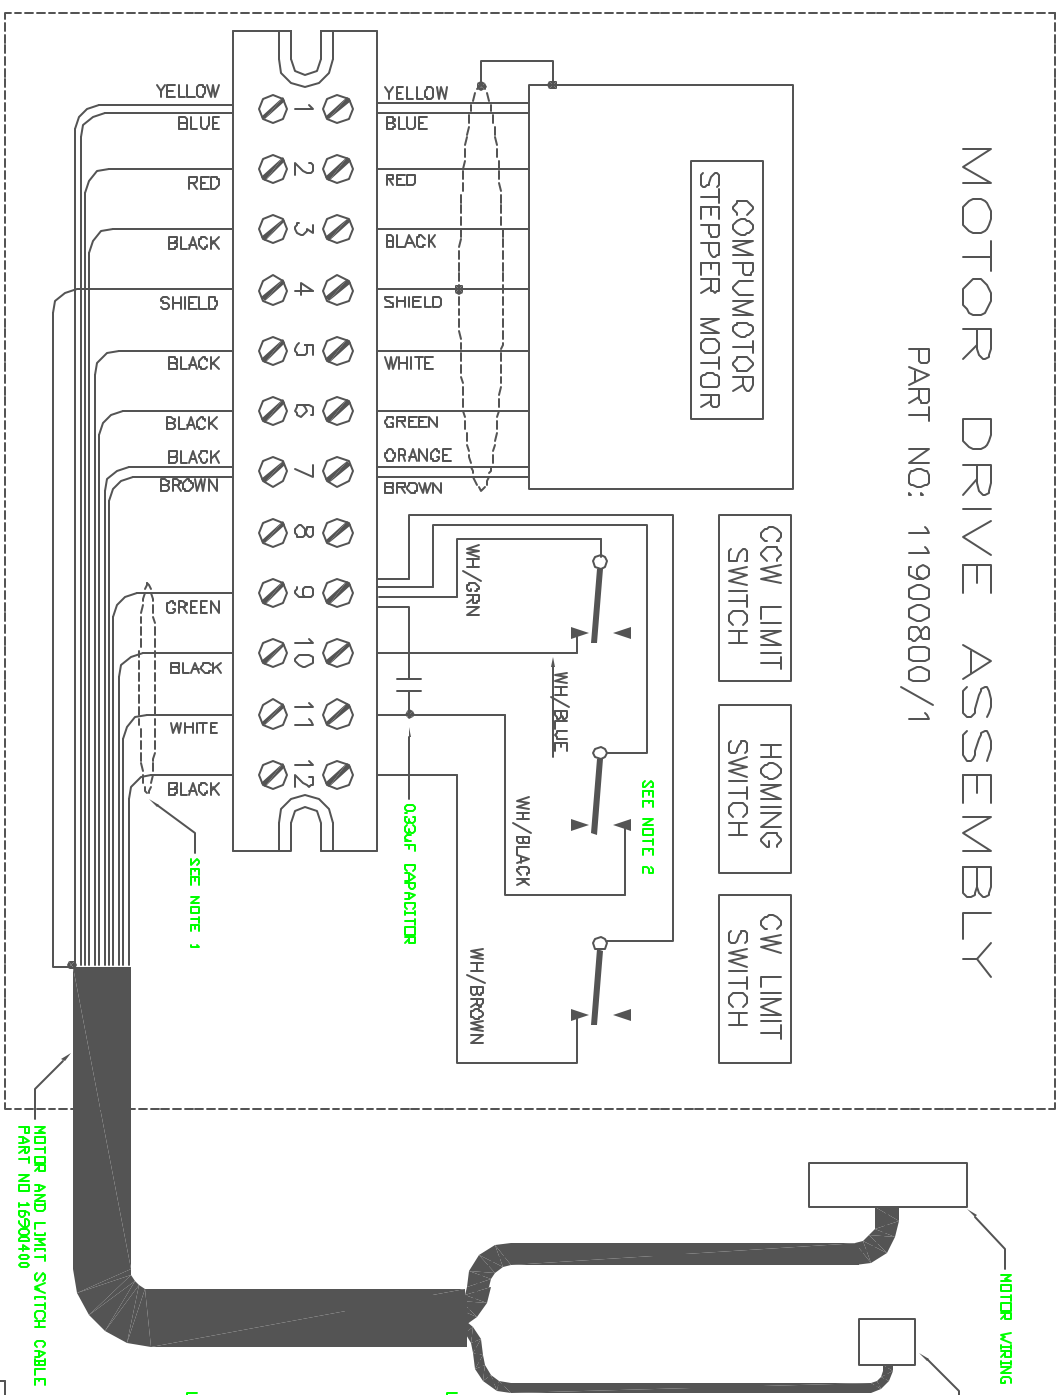 MOTOR DRIVE ASSEMBLY
PART NO: 11900800/1
COMPUMOTOR
STEPPER MOTOR
CCW LIMIT
SWITCH
HOMING
SWITCH
CW LIMIT
SWITCH
YELLOW
BLUE
RED
BLACK
SHIELD
BLACK
BLACK
BLACK
BROWN
GREEN
BLACK
WHITE
BLACK
1
2
3
4
5
6
7
8
9
10
11
12
YELLOW
BLUE
RED
BLACK
SHIELD
WHITE
GREEN
ORANGE
BROWN
WH/GRN
WH/BLUE
WH/BLACK
WH/BROWN
SEE NOTE 2
0.33uF CAPACITOR
SEE NOTE 1
MOTOR AND LIMIT SWITCH CABLE
PART NO 16900400
MOTOR WIRING